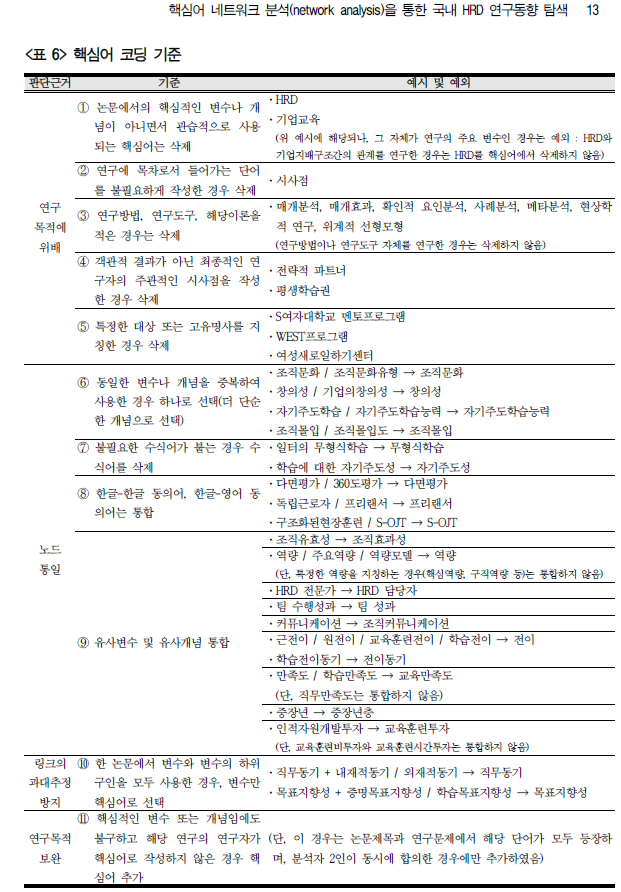 핵심어 네트워크 분석(network analysis)을 통한 국내 HRD 연구동향 탐색 13
<표 6> 핵심어 코딩 기준
판단근거 기준 예시 및 예외
연구
목적에
위배
① 논문에서의 핵심적인 변수나 개
념이 아니면서 관습적으로 사용
되는 핵심어는 삭제
· HRD
· 기업교육
(위 예시에 해당되나, 그 자체가 연구의 주요 변수인 경우는 예외 : HRD와
기업지배구조간의 관계를 연구한 경우는 HRD를 핵심어에서 삭제하지 않음)
② 연구에 목차로서 들어가는 단어
를 불필요하게 작성한 경우 삭제
· 시사점
③ 연구방법, 연구도구, 해당이론을
적은 경우는 삭제
· 매개분석, 매개효과, 확인적 요인분석, 사례분석, 메타분석, 현상학
적 연구, 위계적 선형모형
(연구방법이나 연구도구 자체를 연구한 경우는 삭제하지 않음)
④ 객관적 결과가 아닌 최종적인 연
구자의 주관적인 시사점을 작성
한 경우 삭제
· 전략적 파트너
· 평생학습권
⑤ 특정한 대상 또는 고유명사를 지
칭한 경우 삭제
· S여자대학교 멘토프로그램
· WEST프로그램
· 여성새로일하기센터
노드
통일
⑥ 동일한 변수나 개념을 중복하여
사용한 경우 하나로 선택(더 단순
한 개념으로 선택)
· 조직문화 / 조직문화유형 → 조직문화
· 창의성 / 기업의창의성 → 창의성
· 자기주도학습 / 자기주도학습능력 → 자기주도학습능력
· 조직몰입 / 조직몰입도 → 조직몰입
⑦ 불필요한 수식어가 붙는 경우 수
식어를 삭제
· 일터의 무형식학습 → 무형식학습
· 학습에 대한 자기주도성 → 자기주도성
⑧ 한글-한글 동의어, 한글-영어 동
의어는 통합
· 다면평가 / 360도평가 → 다면평가
· 독립근로자 / 프리랜서 → 프리랜서
· 구조화된현장훈련 / S-OJT → S-OJT
⑨ 유사변수 및 유사개념 통합
· 조직유효성 → 조직효과성
· 역량 / 주요역량 / 역량모델 → 역량
(단, 특정한 역량을 지칭하는 경우(핵심역량, 구직역량 등)는 통합하지 않음)
· HRD 전문가 → HRD 담당자
· 팀 수행성과 → 팀 성과
· 커뮤니케이션 → 조직커뮤니케이션
· 근전이 / 원전이 / 교육훈련전이 / 학습전이 → 전이
· 학습전이동기 → 전이동기
· 만족도 / 학습만족도 → 교육만족도
(단, 직무만족도는 통합하지 않음)
· 중장년 → 중장년층
· 인적자원개발투자 → 교육훈련투자
(단, 교육훈련비투자와 교육훈련시간투자는 통합하지 않음)
링크의
과대추정
방지
⑩ 한 논문에서 변수와 변수의 하위
구인을 모두 사용한 경우, 변수만
핵심어로 선택
· 직무동기 + 내재적동기 / 외재적동기 → 직무동기
· 목표지향성 + 증명목표지향성 / 학습목표지향성 → 목표지향성
연구목적
보완
⑪ 핵심적인 변수 또는 개념임에도
불구하고 해당 연구의 연구자가
핵심어로 작성하지 않은 경우 핵
심어 추가
(단, 이 경우는 논문제목과 연구문제에서 해당 단어가 모두 등장하
며, 분석자 2인이 동시에 합의한 경우에만 추가하였음)